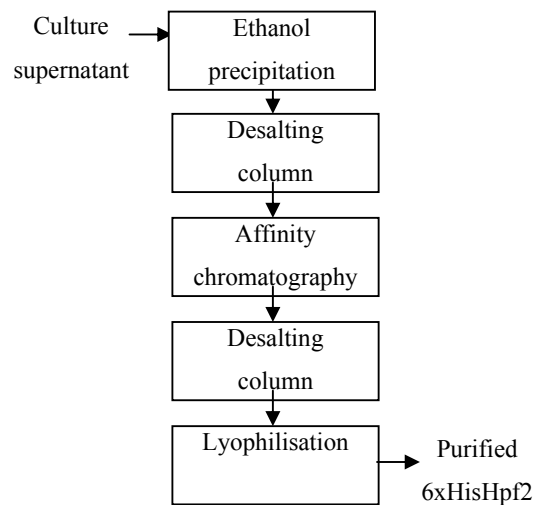 Culture
supernatant
Ethanol
precipitation
Desalting
column
Affinity
chromatography
Desalting
column
Lyophilisation
Purified
6xHisHpf2